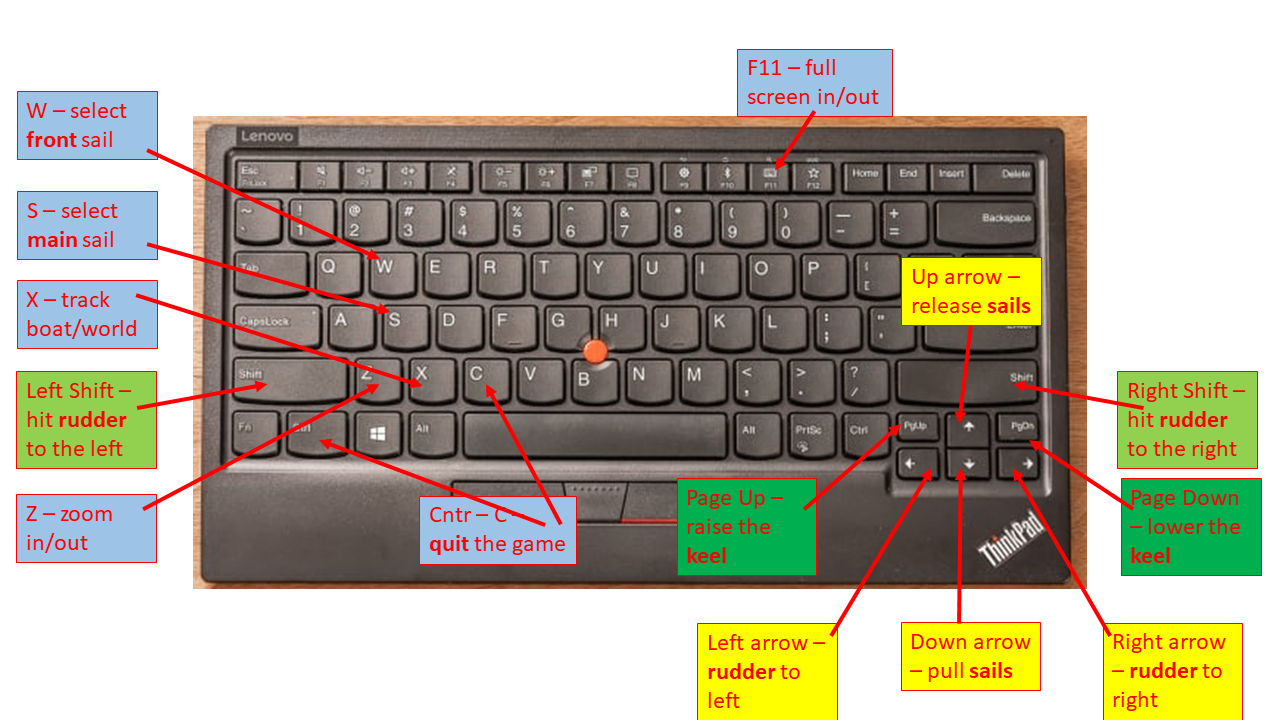 F11 – full
screen in/out
W – select
front sail
S – select
main sail
X – track
boat/world
Left Shift –
hit rudder
to the left
Z – zoom
in/out
Cntr – C –
quit the game
Up arrow –
release sails
Right Shift –
hit rudder
to the right
Page Up –
raise the
keel
Page Down
– lower the
keel
Left arrow –
rudder to
left
Down arrow
– pull sails
Right arrow
– rudder to
right
Lenovo
Esc F1 F2 F3 F4 F5 F6 F7 F8 F9 F10 F11 F12 Home End Insert Delete
FnLock
~ ! @ # $ % ^ & * ( ) — +
` 1 2 3 4 5 6 7 8 9 0 - = Backspace
Tab Q W E R T Y U I O P {
[
CapsLock A S D F G H J K L : "
; ' Enter
Shift Z X C V B N M < > ? Shift
, . /
Fn Ctrl Alt Alt PrtSc Ctrl PgUp PgDn
ThinkPad